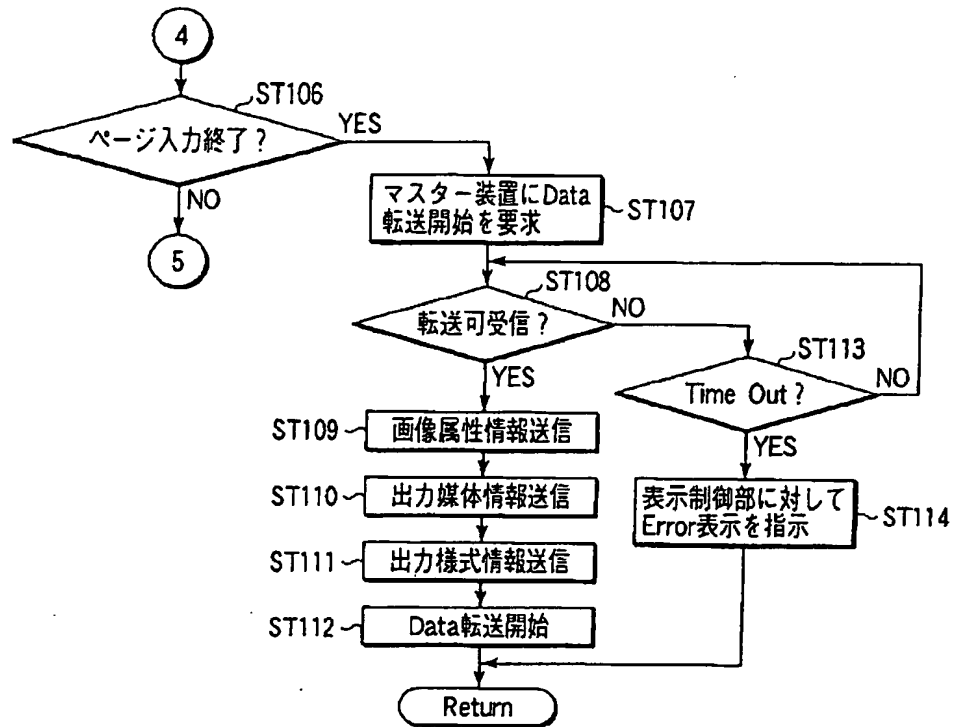 4
ST106
ページ入力終了?
YES
NO
5
マスター装置にData
転送開始を要求
ST107
ST108
転送可受信?
NO
YES
ST113
Time Out?
NO
YES
ST109
画像属性情報送信
ST110
出力媒体情報送信
ST111
出力様式情報送信
ST112
Data転送開始
表示制御部に対して
Error表示を指示
ST114
Return